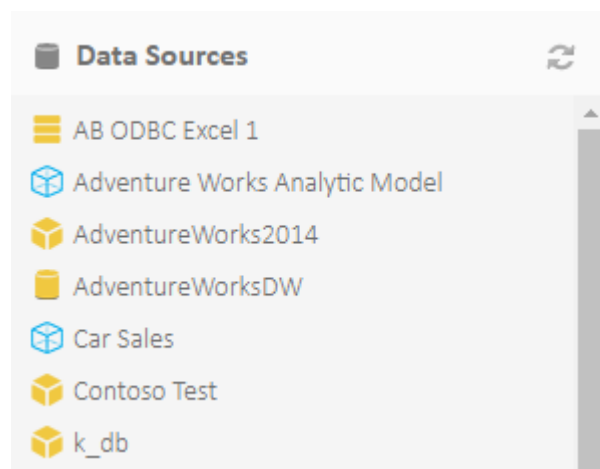 Data Sources
AB ODBC Excel 1
Adventure Works Analytic Model
AdventureWorks2014
AdventureWorksDW
Car Sales
Contoso Test
k_db